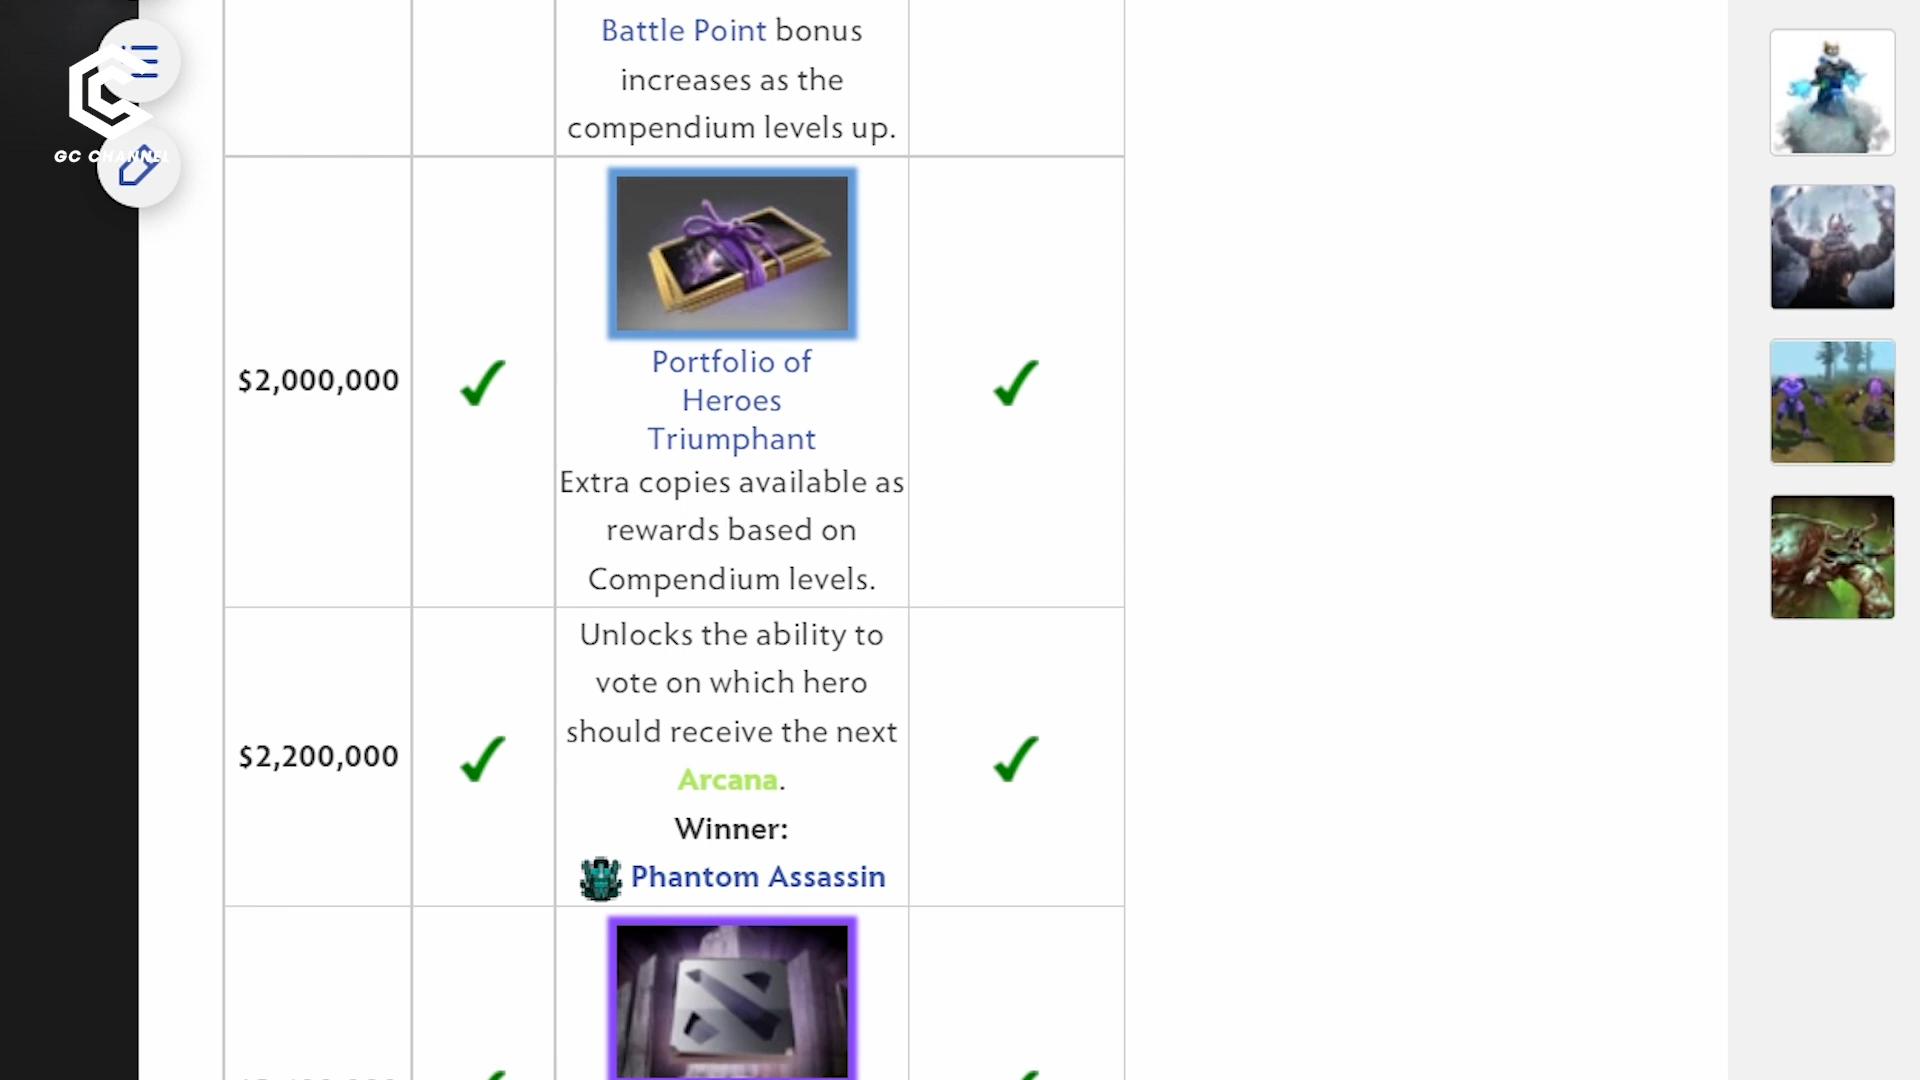 Battle Point bonus
increases as the
compendium levels up.
GC CHANNEL
$2,000,000
Portfolio of
Heroes
Triumphant
Extra copies available as
rewards based on
Compendium levels.
$2,200,000
Unlocks the ability to
vote on which hero
should receive the next
Arcana.
Winner:
Phantom Assassin